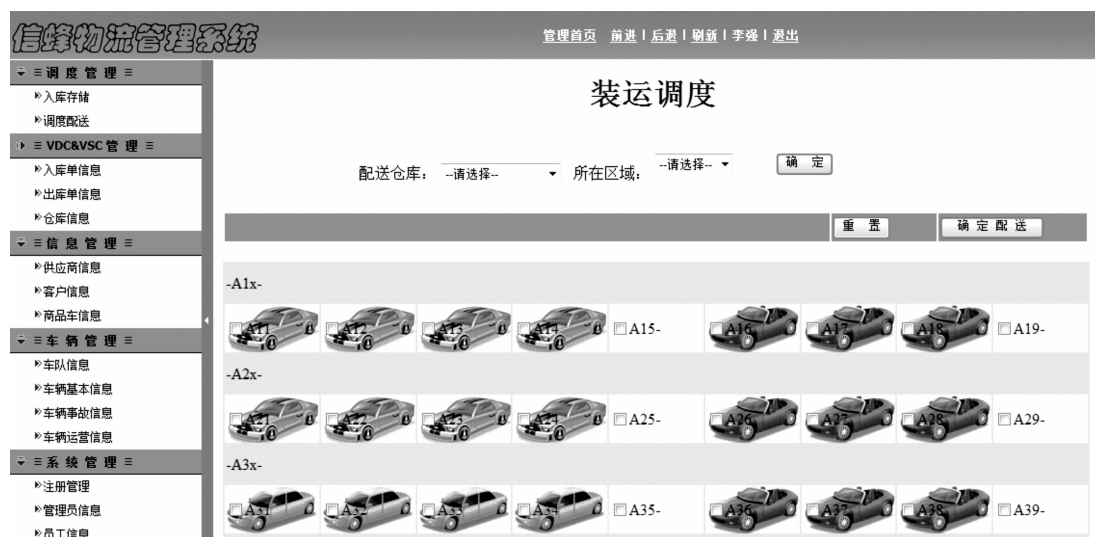 信蜂物流管理系统
管理首页 前进 | 后退 | 刷新 | 李强 | 退出
≡调 度 管 理 ≡
入库存储
调度配送
≡ VDC&VSC 管 理 ≡
入库单信息
出库单信息
仓库信息
≡信 息 管 理 ≡
供应商信息
客户信息
商品车信息
≡车 辆 管 理 ≡
车队信息
车辆基本信息
车辆事故信息
车辆运营信息
≡系 统 管 理 ≡
注册管理
管理员信息
员工信息
装运调度
配送仓库： --请选择-- 所在区域： --请选择-- 确 定
重 置 确 定 配 送
-A1x-
A11 A12 A13 A14 A15- A16 A17 A18 A19-
-A2x-
A21 A22 A23 A24 A25- A26 A27 A28 A29-
-A3x-
A31 A32 A33 A34 A35- A36 A37 A38 A39-